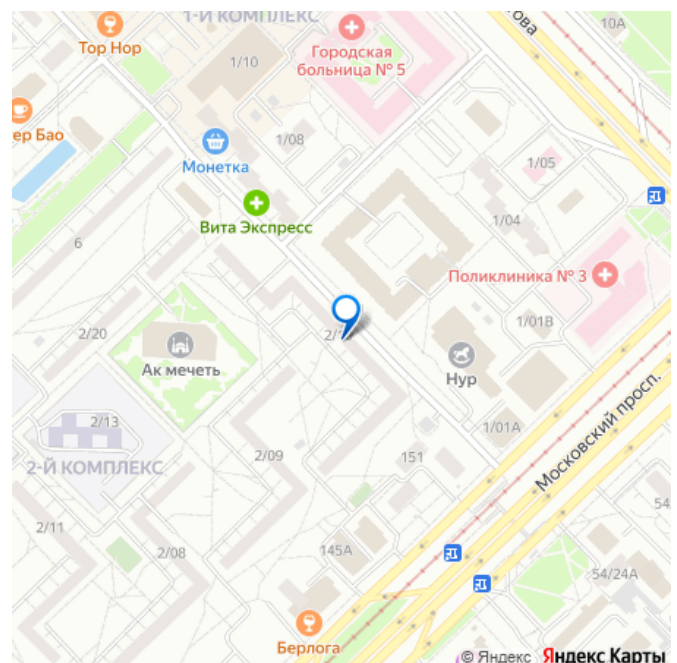 1-Й КОМПЛЕКС
10А
Тор Нор
1/10
Городская
больница № 5
1/08
Монетка
1/05
Вита Экспресс
1/04
6
Поликлиника № 3
1/01В
2/20
Ак мечеть
Нур
2/13
1/01А
Московский просп.
2-Й КОМПЛЕКС
2/09
151
2/11
2/08
145А
54/24А
Берлога
© Яндекс Яндекс Карты